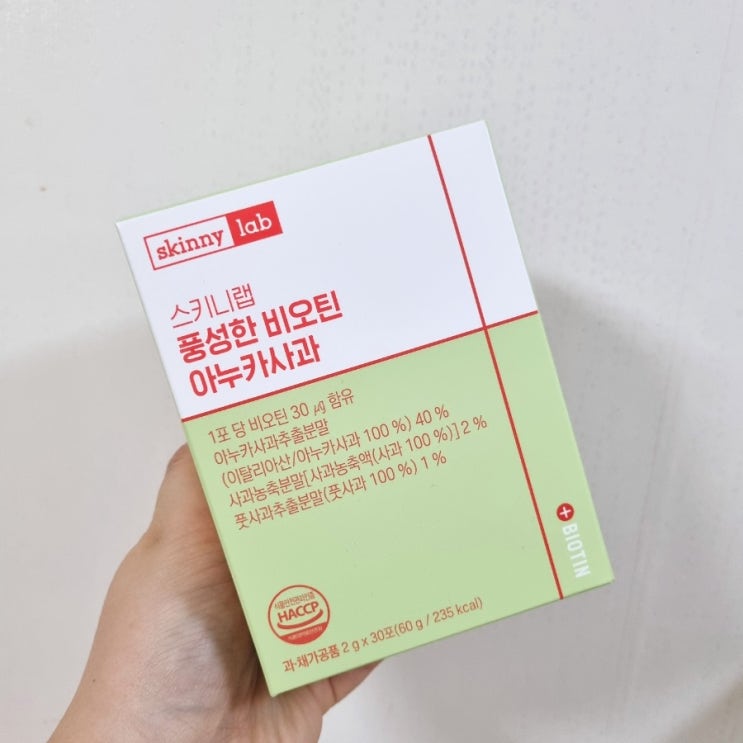 skinny lab
스키니랩
풍성한 비오틴
아누카사과
1포 당 비오틴 30 ㎍ 함유
아누카사과추출분말
(이탈리아산/아누카사과 100 %) 40 %
사과농축분말[사과농축액(사과 100 %)] 2 %
풋사과추출분말(풋사과 100 %) 1 %
+BIOTIN
HACCP
과·채가공품 2 g x 30포(60 g / 235 kcal)